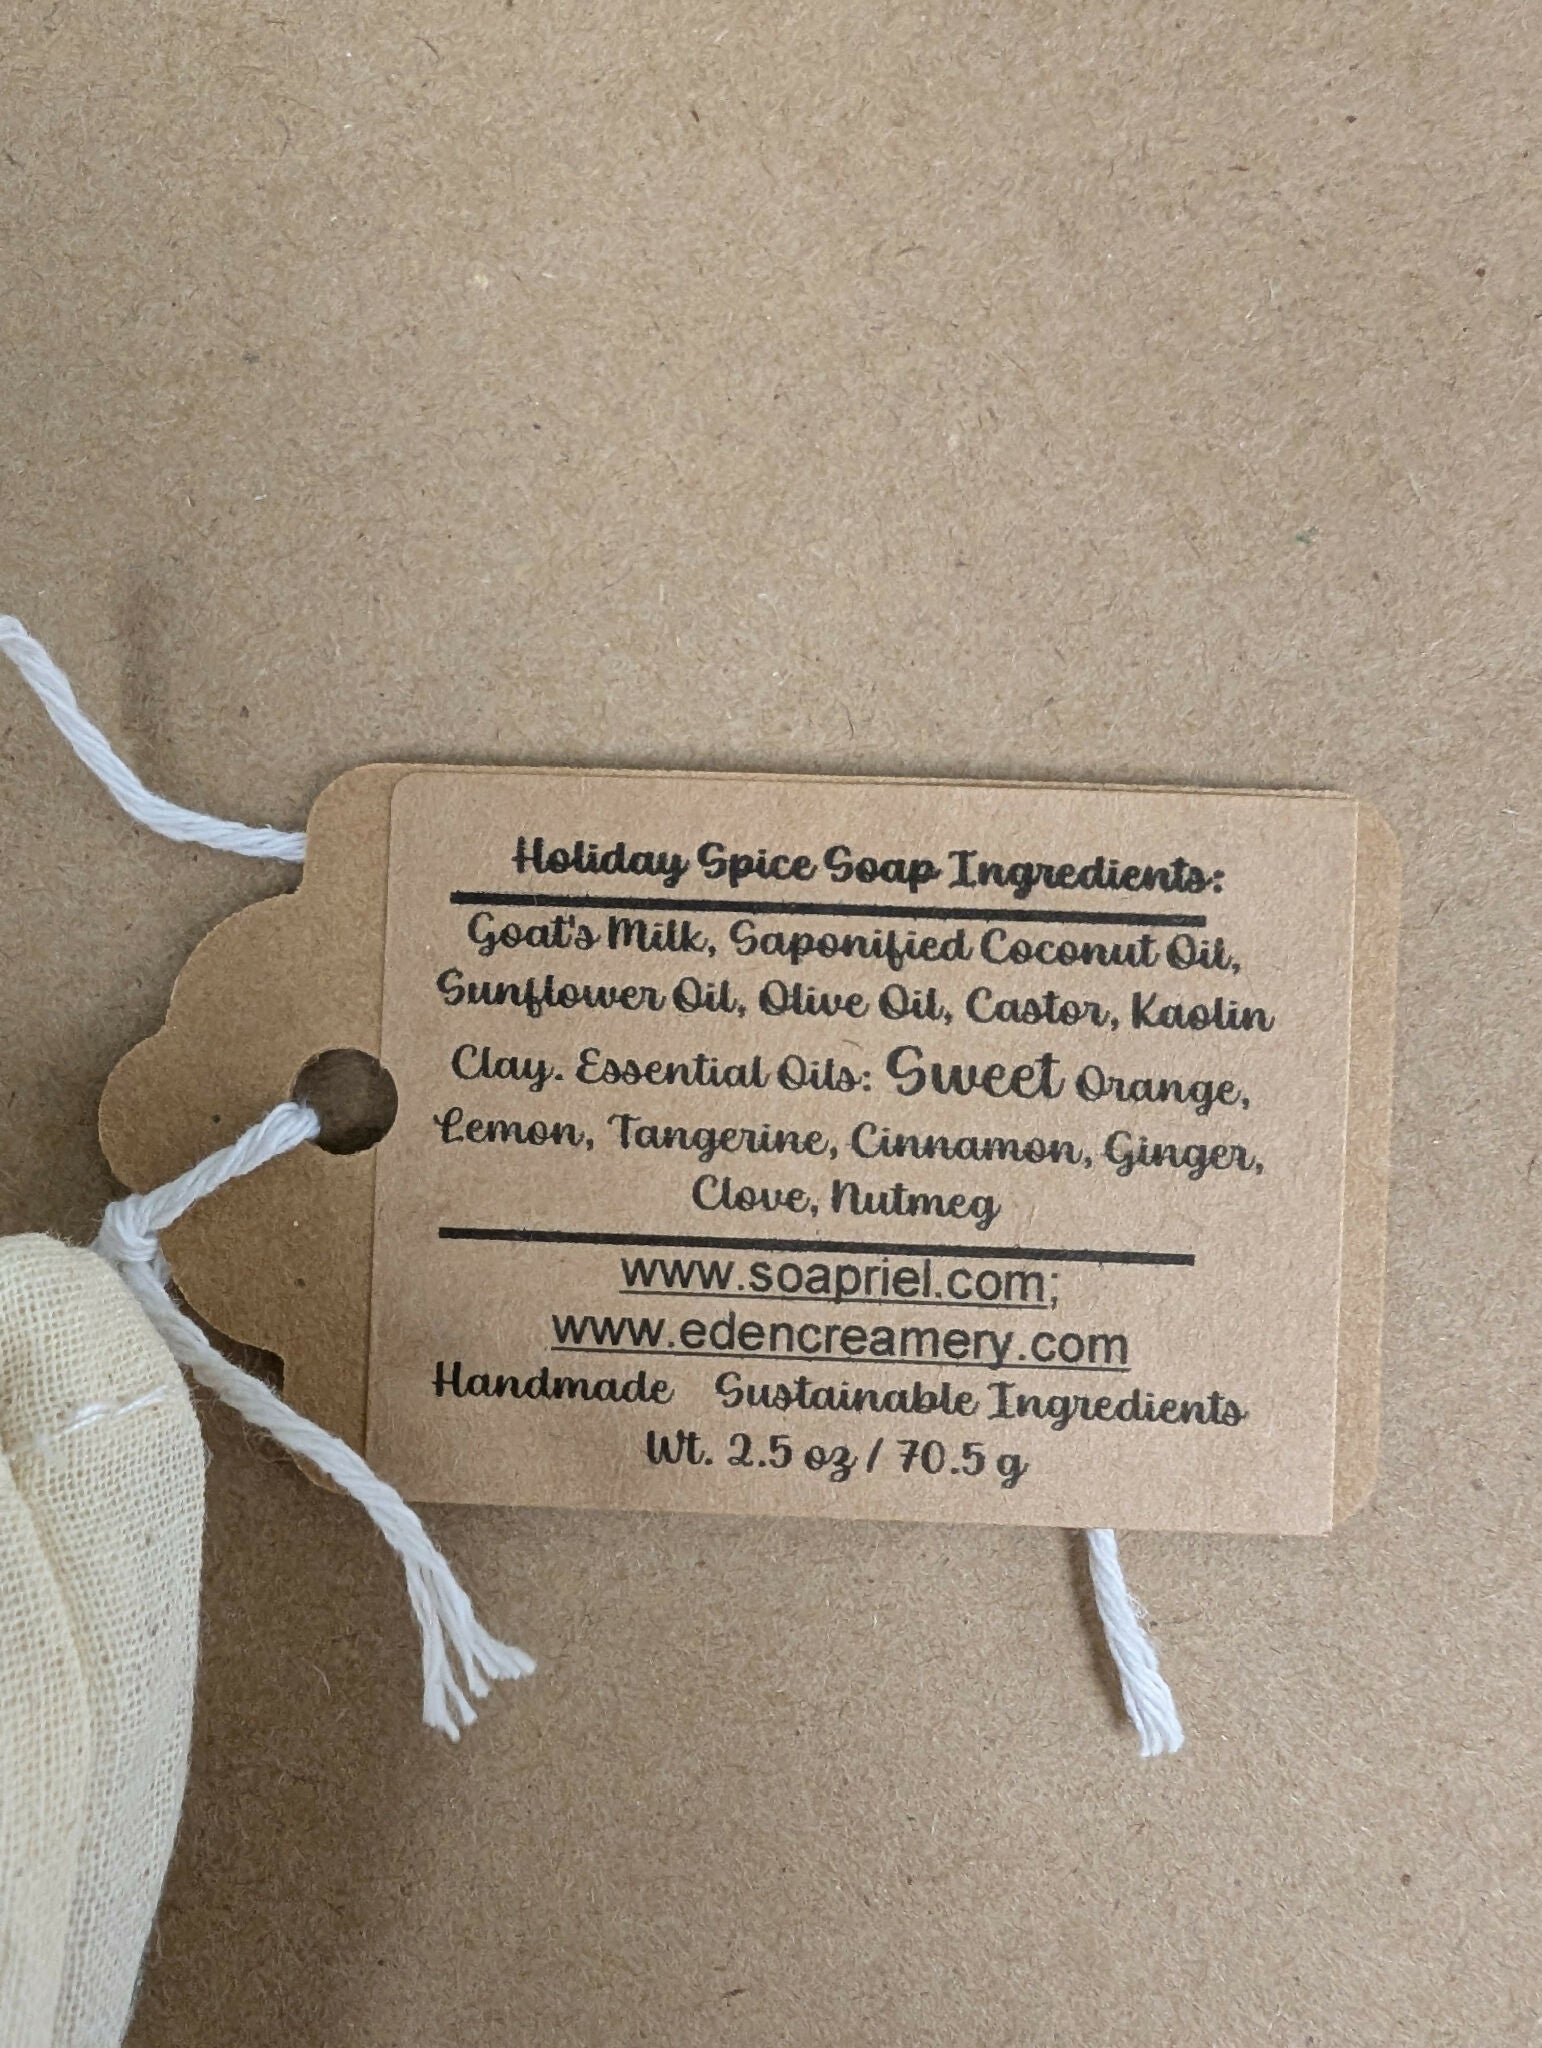 Holiday Spice Soap Ingredients:
Goat's Milk, Saponified Coconut Oil,
Sunflower Oil, Olive Oil, Castor, Kaolin
Clay. Essential Oils: Sweet Orange,
Lemon, Tangerine, Cinnamon, Ginger,
Clove, Nutmeg
www.soapriel.com;
www.edencreamery.com
Handmade Sustainable Ingredients
Wt. 2.5 oz / 70.5 g